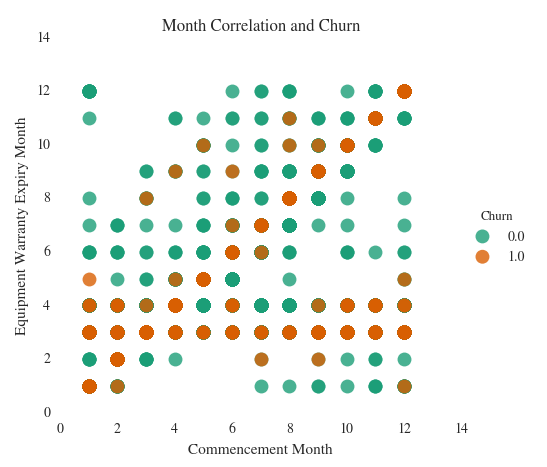 Month Correlation and Churn
14
12
10
8
6
4
2
0
0 2 4 6 8 10 12 14
Equipment Warranty Expiry Month
Commencement Month
Churn
0.0
1.0